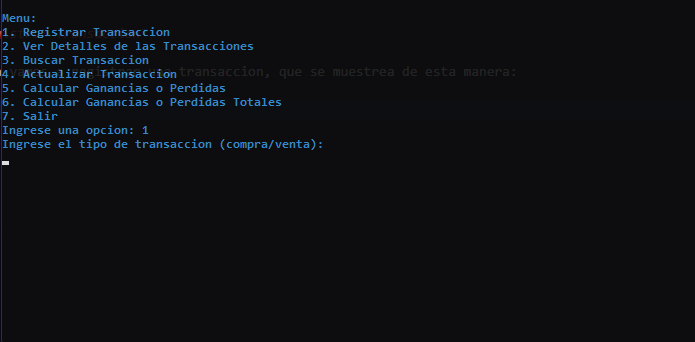 Menu:
1. Registrar Transaccion
2. Ver Detalles de las Transacciones
3. Buscar Transaccion
transaccion, que se muestrea de esta manera:
4. Actualizar Transaccion
5. Calcular Ganancias o Perdidas
6. Calcular Ganancias o Perdidas Totales
7. Salir
Ingrese una opcion: 1
Ingrese el tipo de transaccion (compra/venta):